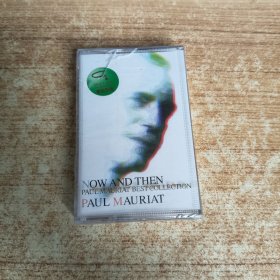 NOW AND THEN
PAUL MAURIAT BEST COLLECTION
PAUL MAURIAT